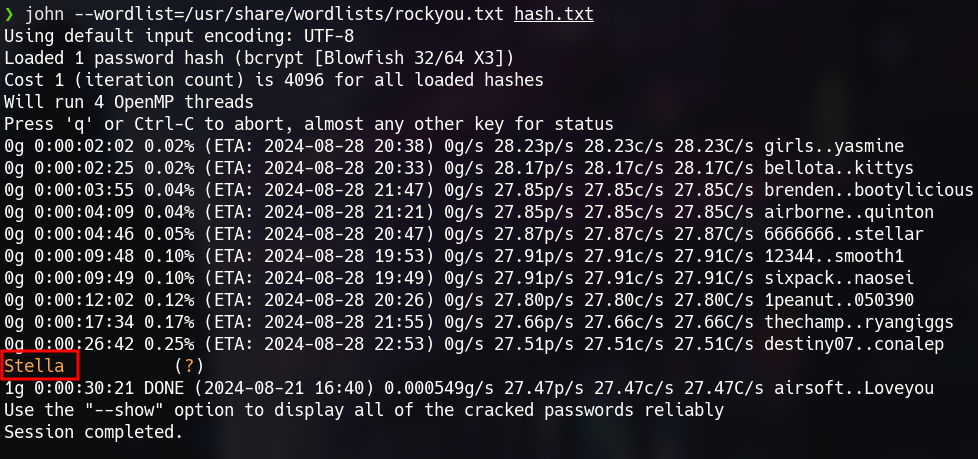 ❯ john --wordlist=/usr/share/wordlists/rockyou.txt hash.txt
Using default input encoding: UTF-8
Loaded 1 password hash (bcrypt [Blowfish 32/64 X3])
Cost 1 (iteration count) is 4096 for all loaded hashes
Will run 4 OpenMP threads
Press 'q' or Ctrl-C to abort, almost any other key for status
0g 0:00:02:02 0.02% (ETA: 2024-08-28 20:38) 0g/s 28.23p/s 28.23c/s 28.23C/s girls..yasmine
0g 0:00:02:25 0.02% (ETA: 2024-08-28 20:33) 0g/s 28.17p/s 28.17c/s 28.17C/s bellota..kittys
0g 0:00:03:55 0.04% (ETA: 2024-08-28 21:47) 0g/s 27.85p/s 27.85c/s 27.85C/s brenden..bootylicious
0g 0:00:04:09 0.04% (ETA: 2024-08-28 21:21) 0g/s 27.85p/s 27.85c/s 27.85C/s airborne..quinton
0g 0:00:04:46 0.05% (ETA: 2024-08-28 20:47) 0g/s 27.87p/s 27.87c/s 27.87C/s 6666666..stellar
0g 0:00:09:48 0.10% (ETA: 2024-08-28 19:53) 0g/s 27.91p/s 27.91c/s 27.91C/s 12344..smooth1
0g 0:00:09:49 0.10% (ETA: 2024-08-28 19:49) 0g/s 27.91p/s 27.91c/s 27.91C/s sixpack..naosei
0g 0:00:12:02 0.12% (ETA: 2024-08-28 20:26) 0g/s 27.80p/s 27.80c/s 27.80C/s 1peanut..050390
0g 0:00:17:34 0.17% (ETA: 2024-08-28 21:55) 0g/s 27.66p/s 27.66c/s 27.66C/s thechamp..ryangiggs
0g 0:00:26:42 0.25% (ETA: 2024-08-28 22:53) 0g/s 27.51p/s 27.51c/s 27.51C/s destiny07..conalep
Stella           (?)
1g 0:00:30:21 DONE (2024-08-21 16:40) 0.000549g/s 27.47p/s 27.47c/s 27.47C/s airsoft..Loveyou
Use the "--show" option to display all of the cracked passwords reliably
Session completed.